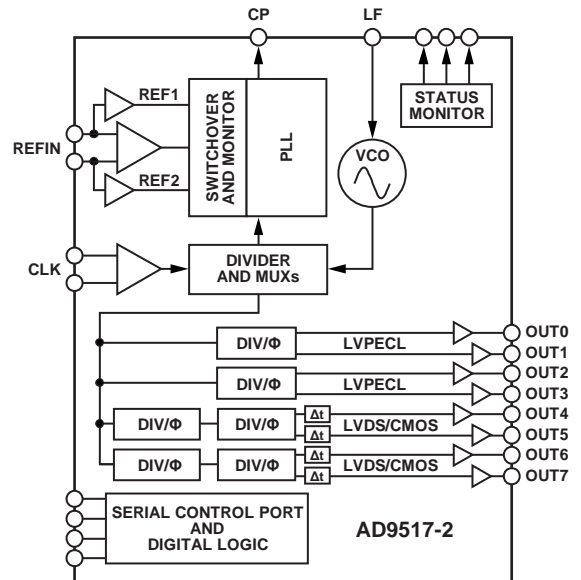 CP
LF
REF1
REFIN
REF2
SWITCHOVER
AND MONITOR
PLL
VCO
STATUS
MONITOR
CLK
DIVIDER
AND MUXs
DIV/Φ
LVPECL
OUT0
OUT1
DIV/Φ
LVPECL
OUT2
OUT3
DIV/Φ
DIV/Φ
Δt
Δt
LVDS/CMOS
OUT4
OUT5
DIV/Φ
DIV/Φ
Δt
Δt
LVDS/CMOS
OUT6
OUT7
SERIAL CONTROL PORT
AND
DIGITAL LOGIC
AD9517-2